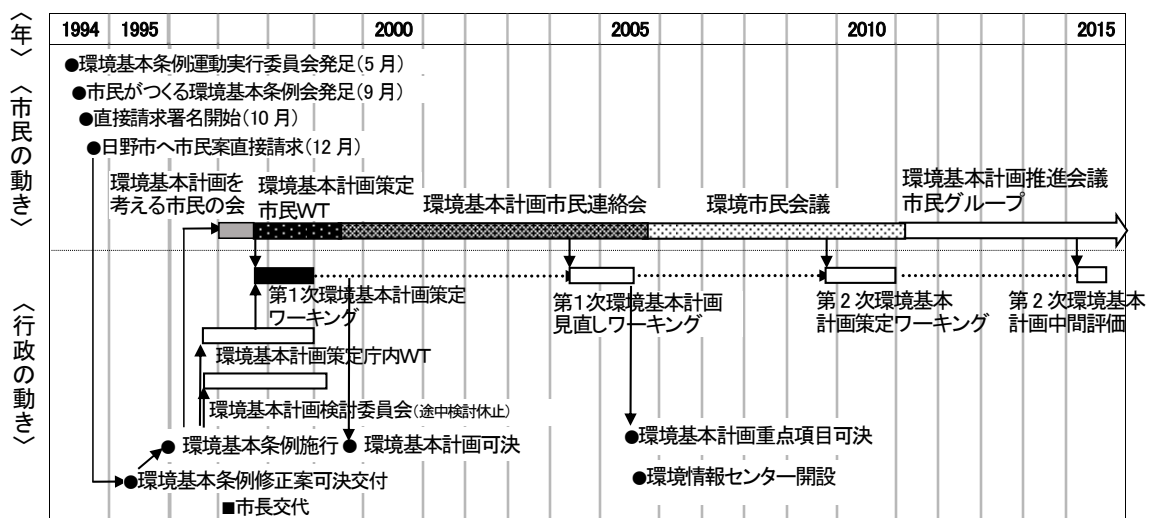 〈年〉
1994 1995 2000 2005 2010 2015
〈市民の動き〉
●環境基本条例運動実行委員会発足(5月)
●市民がつくる環境基本条例会発足(9月)
●直接請求署名開始(10月)
●日野市へ市民案直接請求(12月)
環境基本計画を
考える市民の会
環境基本計画策定
市民WT
環境基本計画市民連絡会
環境市民会議
環境基本計画推進会議
市民グループ
〈行政の動き〉
第1次環境基本計画策定
ワーキング
第1次環境基本計画
見直しワーキング
第2次環境基本
計画策定ワーキング
第2次環境基本
計画中間評価
環境基本計画策定庁内WT
環境基本計画検討委員会(途中検討休止)
●環境基本条例施行
●環境基本計画可決
●環境基本計画重点項目可決
●環境基本条例修正案可決交付
●環境情報センター開設
■市長交代